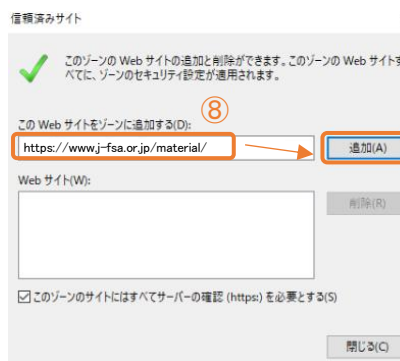 信頼済みサイト
このゾーンの Web サイトの追加と削除ができます。このゾーンの Web サイトす
べてに、ゾーンのセキュリティ設定が適用されます。
⑧
この Web サイトをゾーンに追加する(D):
https://www.j-fsa.or.jp/material/
追加(A)
Web サイト(W):
削除(R)
このゾーンのサイトにはすべてサーバーの確認 (https:) を必要とする(S)
閉じる(C)